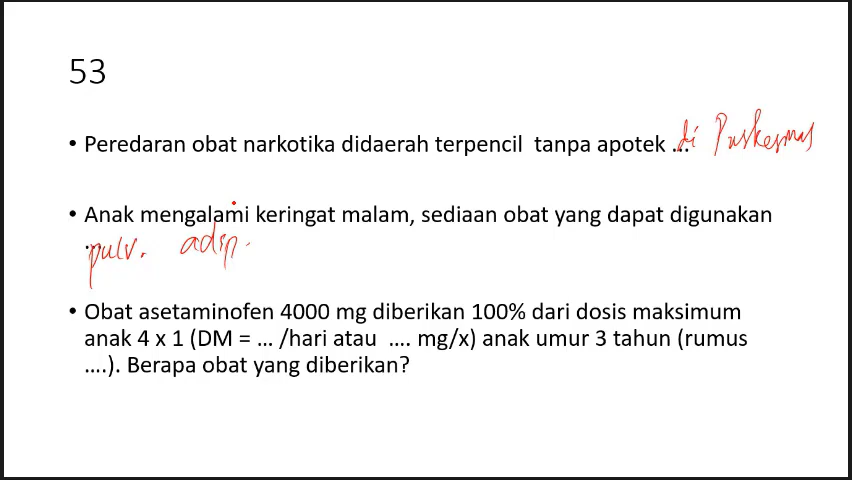 53
• Peredaran obat narkotika didaerah terpencil tanpa apotek ... di Puskesmas
• Anak mengalami keringat malam, sediaan obat yang dapat digunakan
... pulv. adsp.
• Obat asetaminofen 4000 mg diberikan 100% dari dosis maksimum
anak 4 x 1 (DM = ... /hari atau .... mg/x) anak umur 3 tahun (rumus
....). Berapa obat yang diberikan?